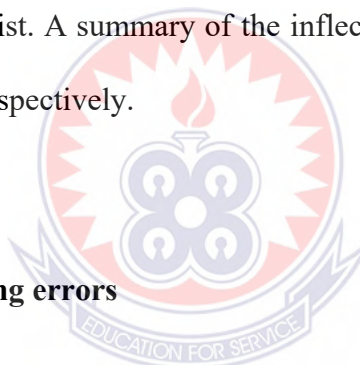 ist. A summary of the inflec
spectively.
ng errors
EDUCATION FOR SERVICE